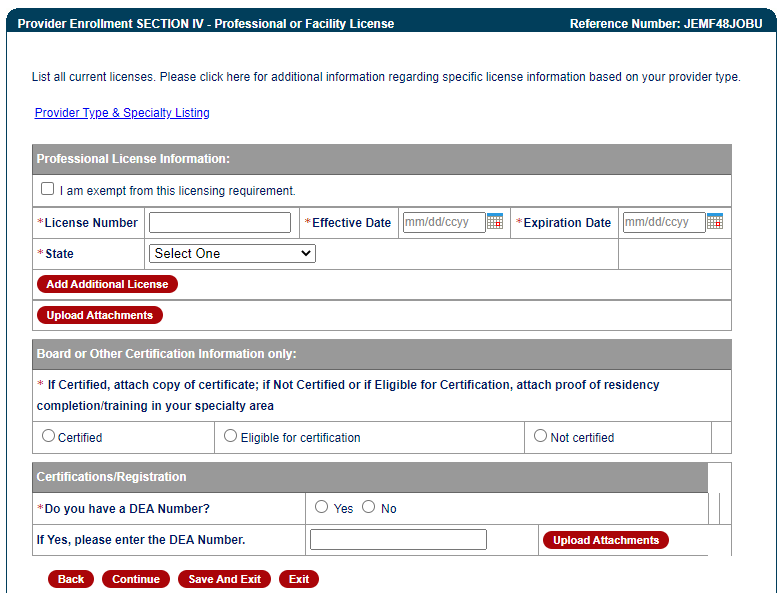 Provider Enrollment SECTION IV - Professional or Facility License Reference Number: JEMF48JOBU
List all current licenses. Please click here for additional information regarding specific license information based on your provider type.
Provider Type & Specialty Listing
Professional License Information:
I am exempt from this licensing requirement.
*License Number *Effective Date mm/dd/ccyy *Expiration Date mm/dd/ccyy
*State Select One
Add Additional License
Upload Attachments
Board or Other Certification Information only:
* If Certified, attach copy of certificate; if Not Certified or if Eligible for Certification, attach proof of residency
completion/training in your specialty area
Certified Eligible for certification Not certified
Certifications/Registration
*Do you have a DEA Number? Yes No
If Yes, please enter the DEA Number. Upload Attachments
Back Continue Save And Exit Exit